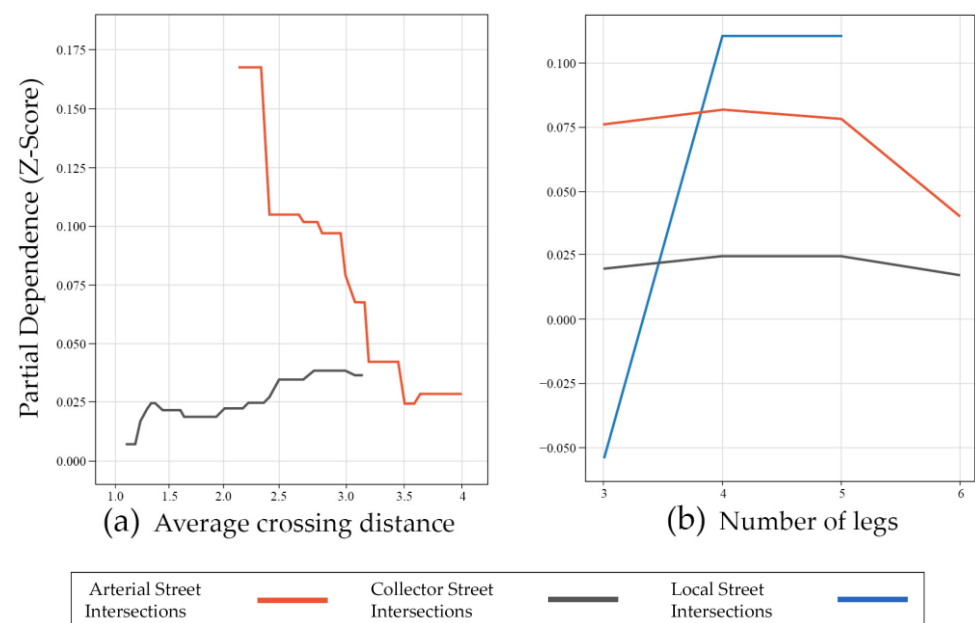 Partial Dependence (Z-Score)
0.175
0.150
0.125
0.100
0.075
0.050
0.025
0.000
1.0 1.5 2.0 2.5 3.0 3.5 4
(a) Average crossing distance
0.100
0.075
0.050
0.025
0.000
−0.025
−0.050
3 4 5 6
(b) Number of legs
Arterial Street
Intersections
Collector Street
Intersections
Local Street
Intersections